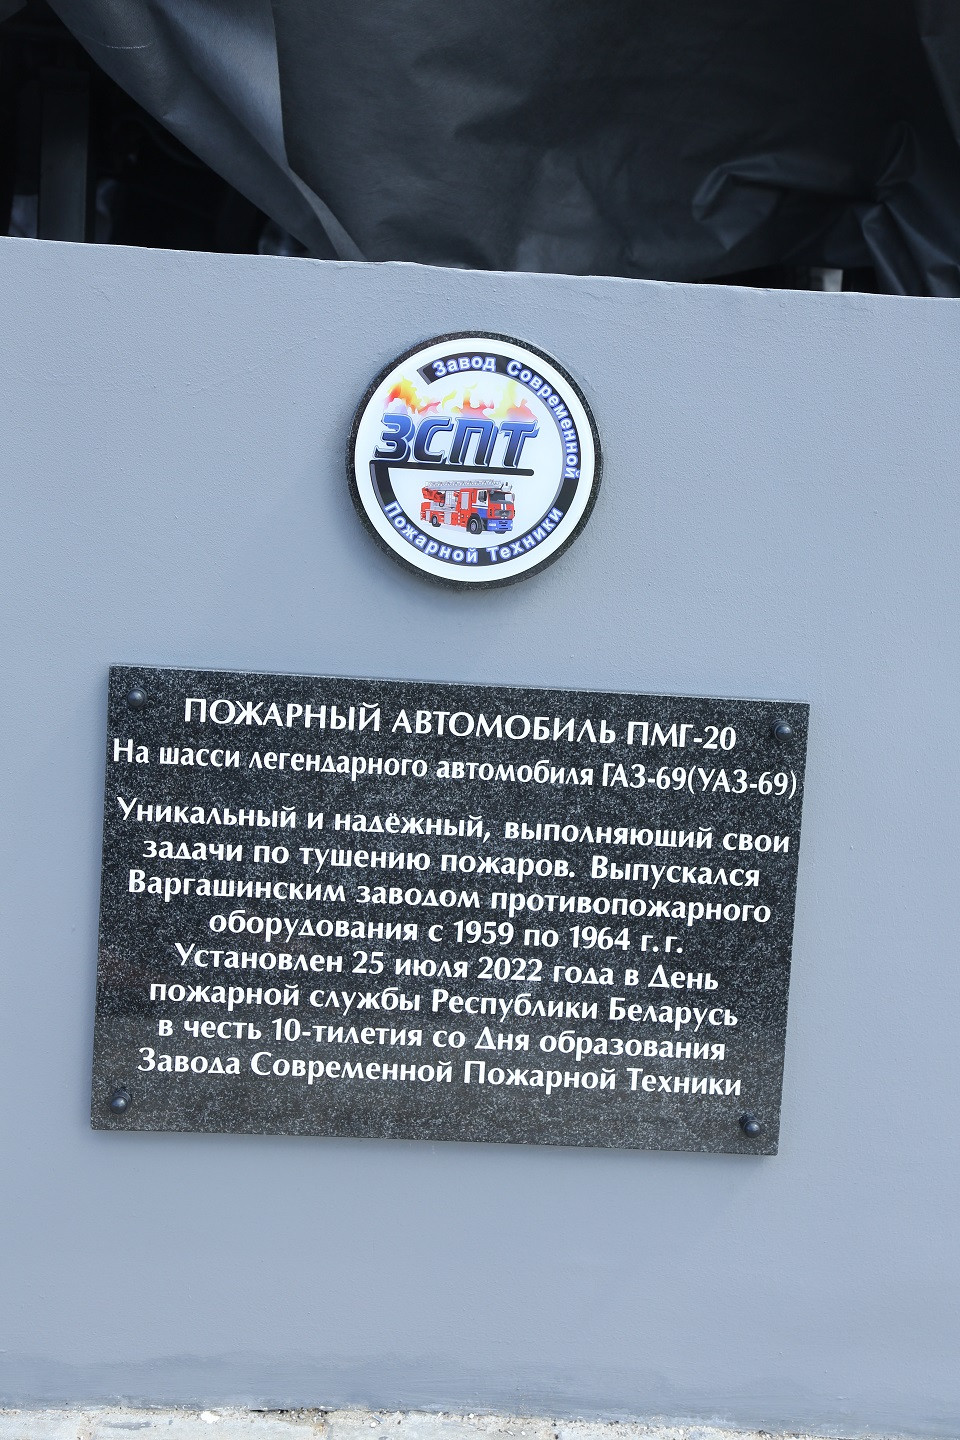 Завод Современной
ЗСПТ
Пожарной Техники
ПОЖАРНЫЙ АВТОМОБИЛЬ ПМГ-20
На шасси легендарного автомобиля ГАЗ-69(УАЗ-69)
Уникальный и надёжный, выполняющий свои
задачи по тушению пожаров. Выпускался
Варгашинским заводом противопожарного
оборудования с 1959 по 1964 г. г.
Установлен 25 июля 2022 года в День
пожарной службы Республики Беларусь
в честь 10-тилетия со Дня образования
Завода Современной Пожарной Техники